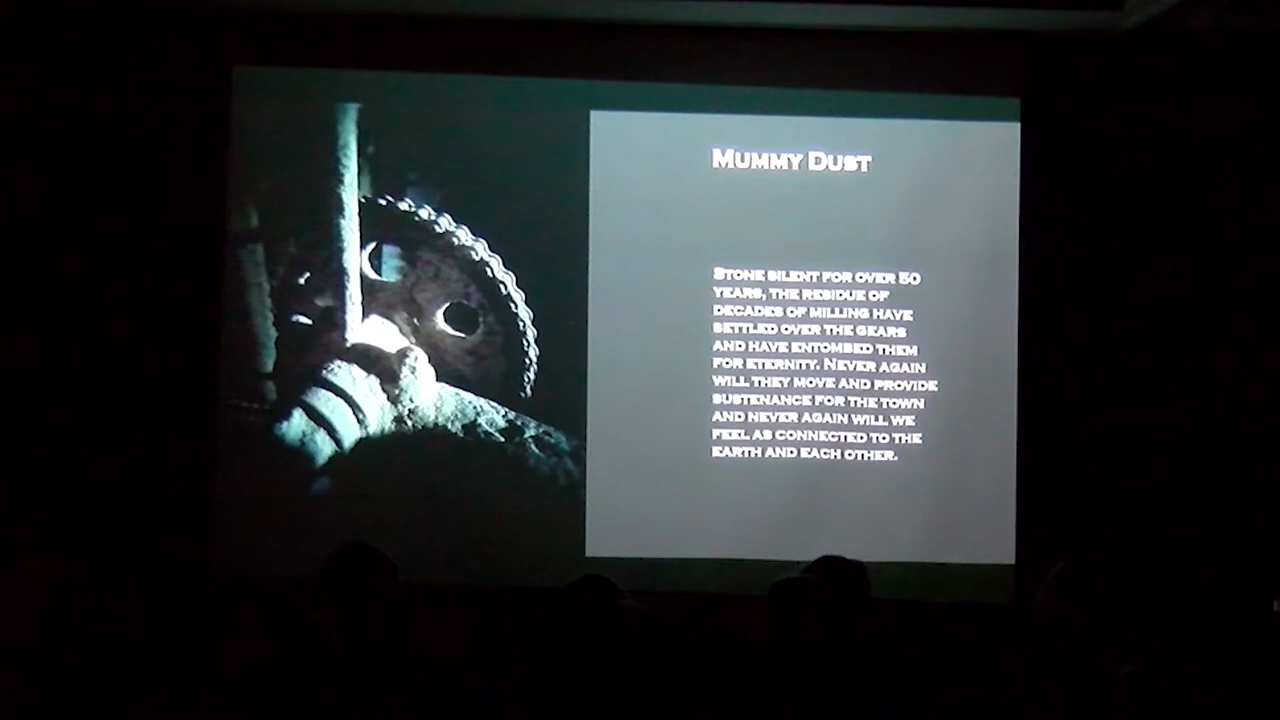 Mummy Dust
Stone silent for over 50
years, the residue of
decades of milling have
settled over the gears
and have entombed them
for eternity. Never again
will they move and provide
sustenance for the town
and never again will we
feel as connected to the
earth and each other.